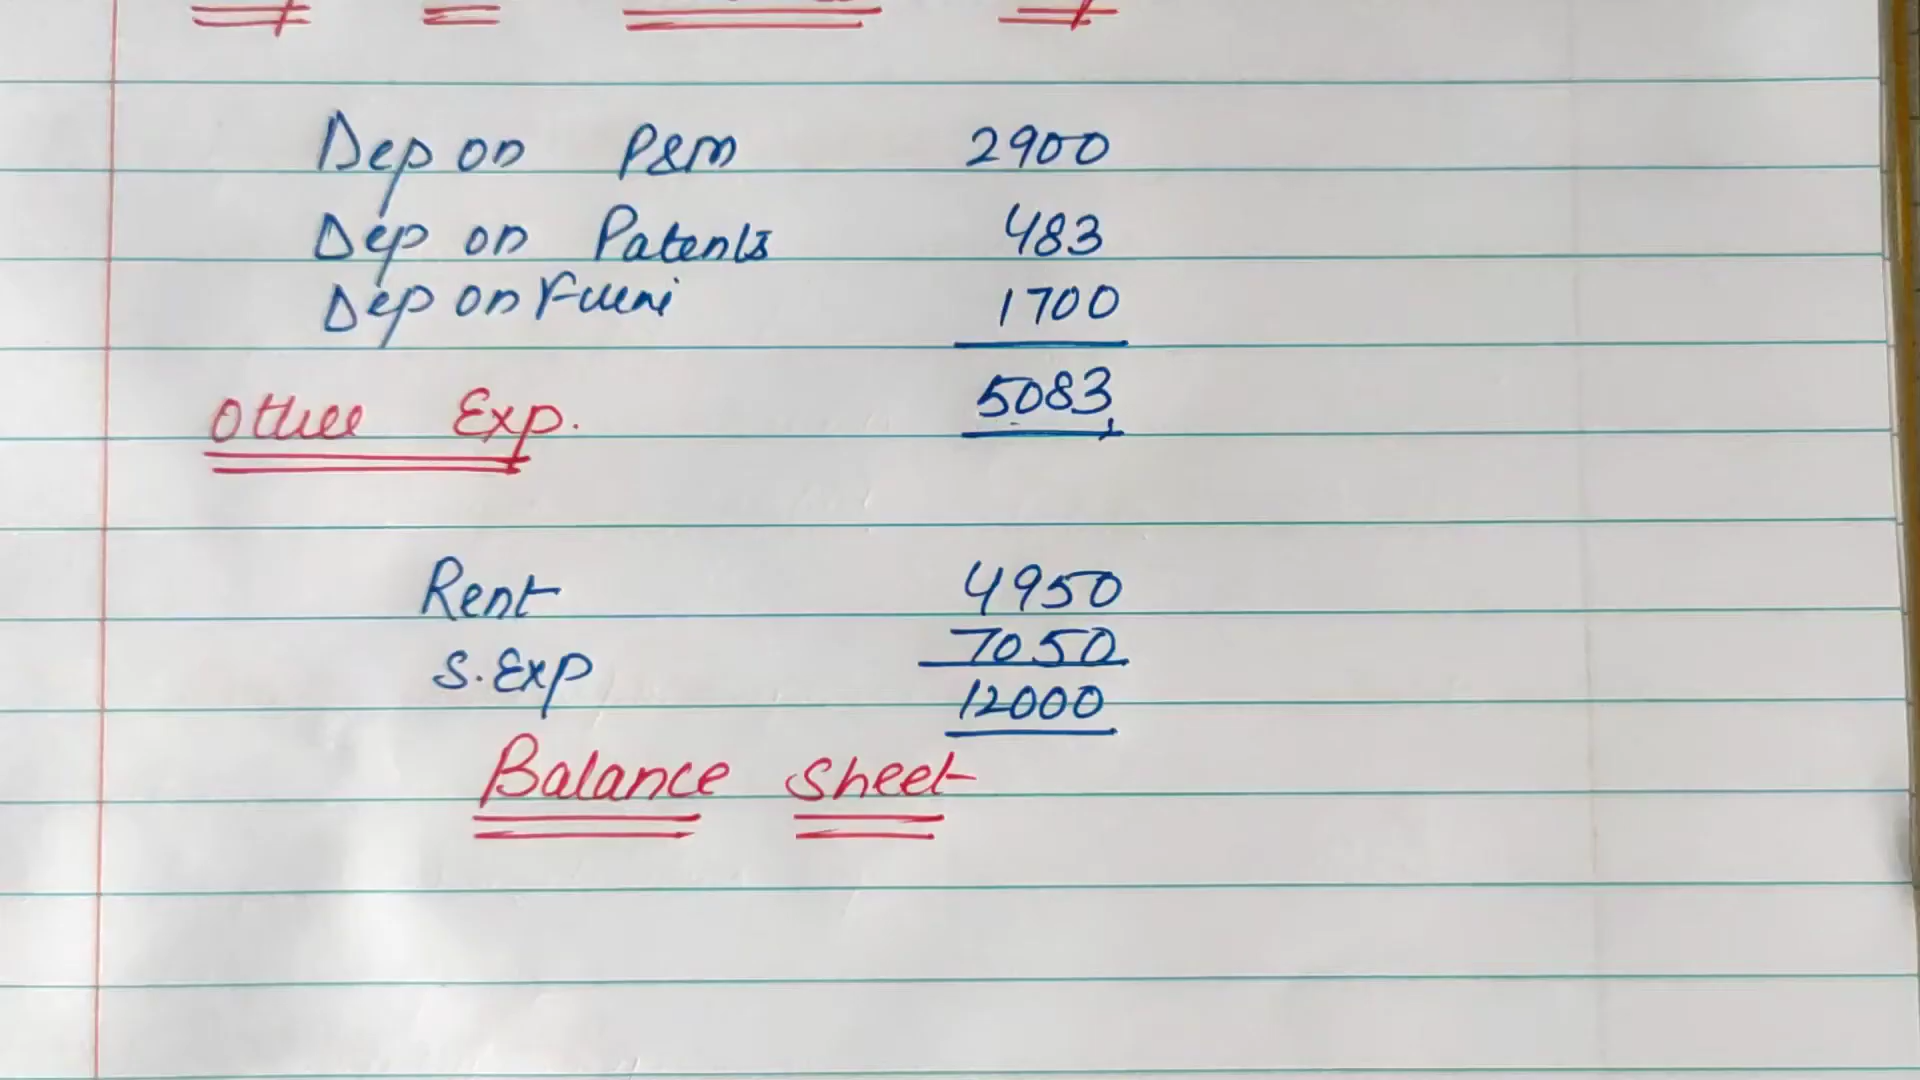 Dep on P&M 2900
Dep on Patents 483
Dep on Furni 1700
5083
Other Exp.
Rent 4950
S.Exp 7050
12000
Balance Sheet